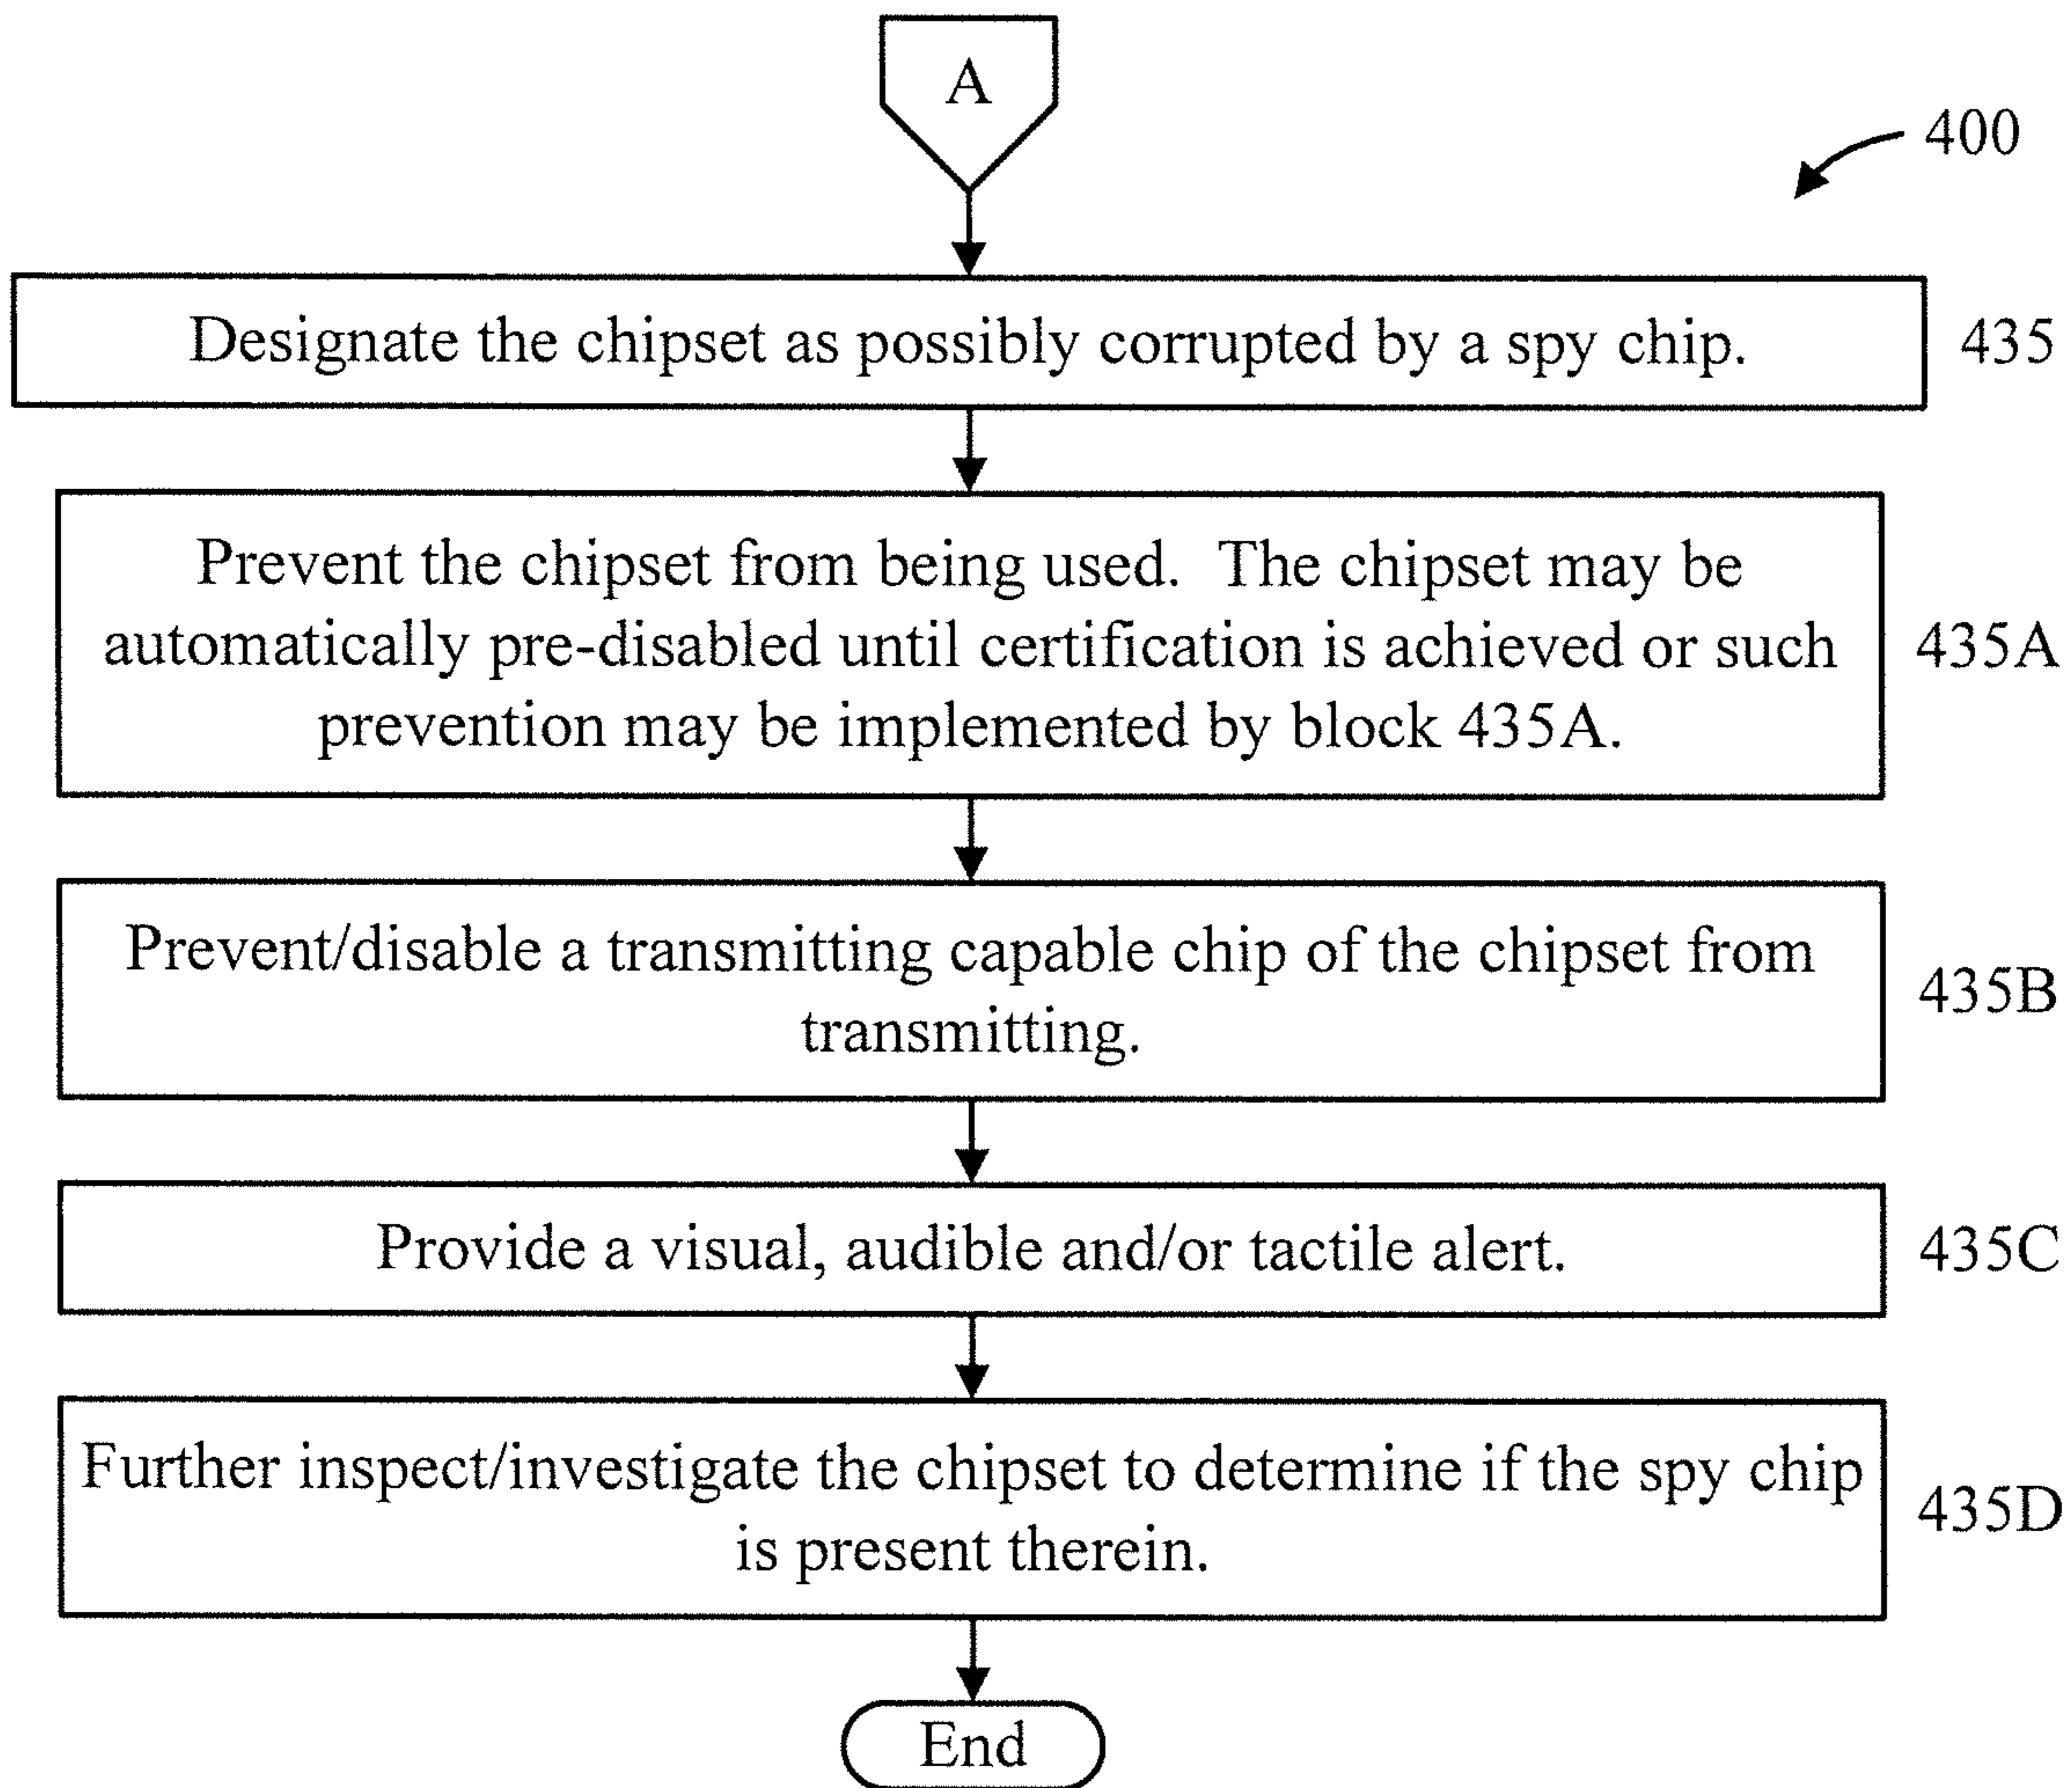 A
400
Designate the chipset as possibly corrupted by a spy chip.
435
Prevent the chipset from being used. The chipset may be
automatically pre-disabled until certification is achieved or such
prevention may be implemented by block 435A.
435A
Prevent/disable a transmitting capable chip of the chipset from
transmitting.
435B
Provide a visual, audible and/or tactile alert.
435C
Further inspect/investigate the chipset to determine if the spy chip
is present therein.
435D
End